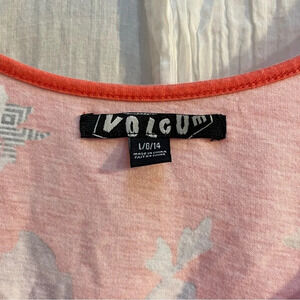 VOLCOM
L/G/14
MADE IN CHINA
FAIT EN CHINE